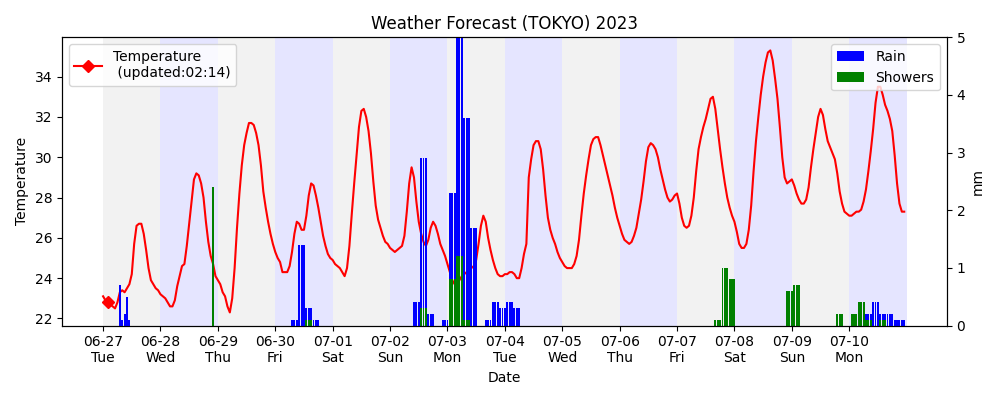 Weather Forecast (TOKYO) 2023
Temperature
(updated:02:14)
Rain
Showers
Temperature
34
32
30
28
26
24
22
5
4
3
2
1
0
mm
06-27 06-28 06-29 06-30 07-01 07-02 07-03 07-04 07-05 07-06 07-07 07-08 07-09 07-10
Tue Wed Thu Fri Sat Sun Mon Tue Wed Thu Fri Sat Sun Mon
Date